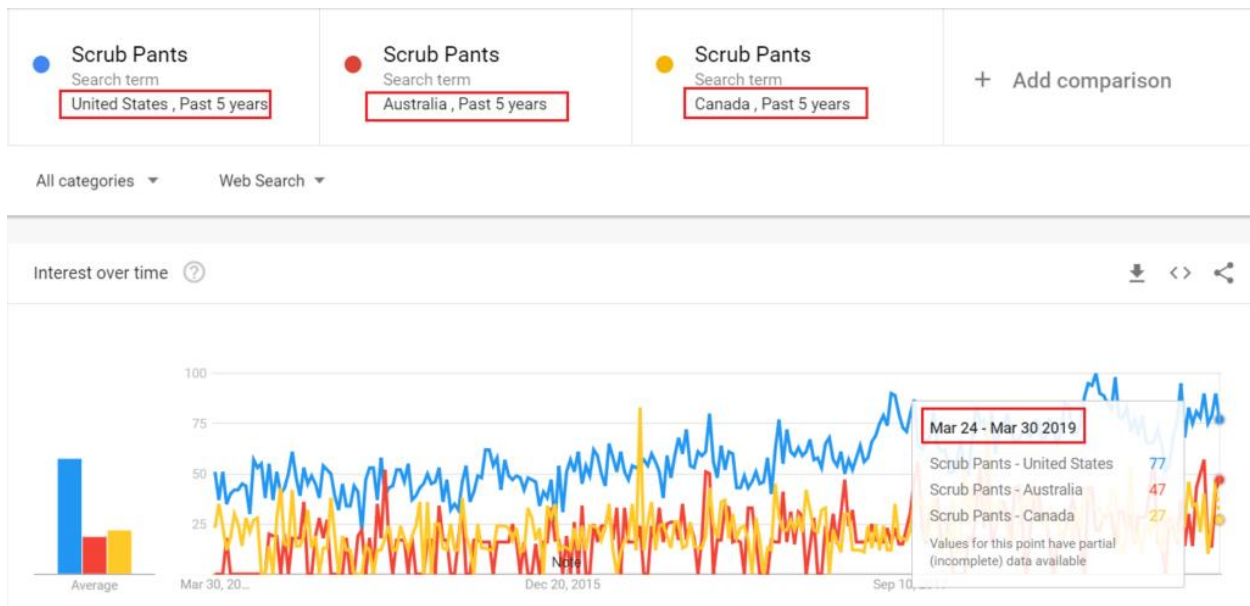 Scrub Pants
Search term
United States , Past 5 years
Scrub Pants
Search term
Australia , Past 5 years
Scrub Pants
Search term
Canada , Past 5 years
+ Add comparison
All categories
Web Search
Interest over time ?
100
75
50
25
Average
Mar 30, 20...
Note
Dec 20, 2015
Sep 10,
Mar 24 - Mar 30 2019
Scrub Pants - United States 77
Scrub Pants - Australia 47
Scrub Pants - Canada 27
Values for this point have partial
(incomplete) data available